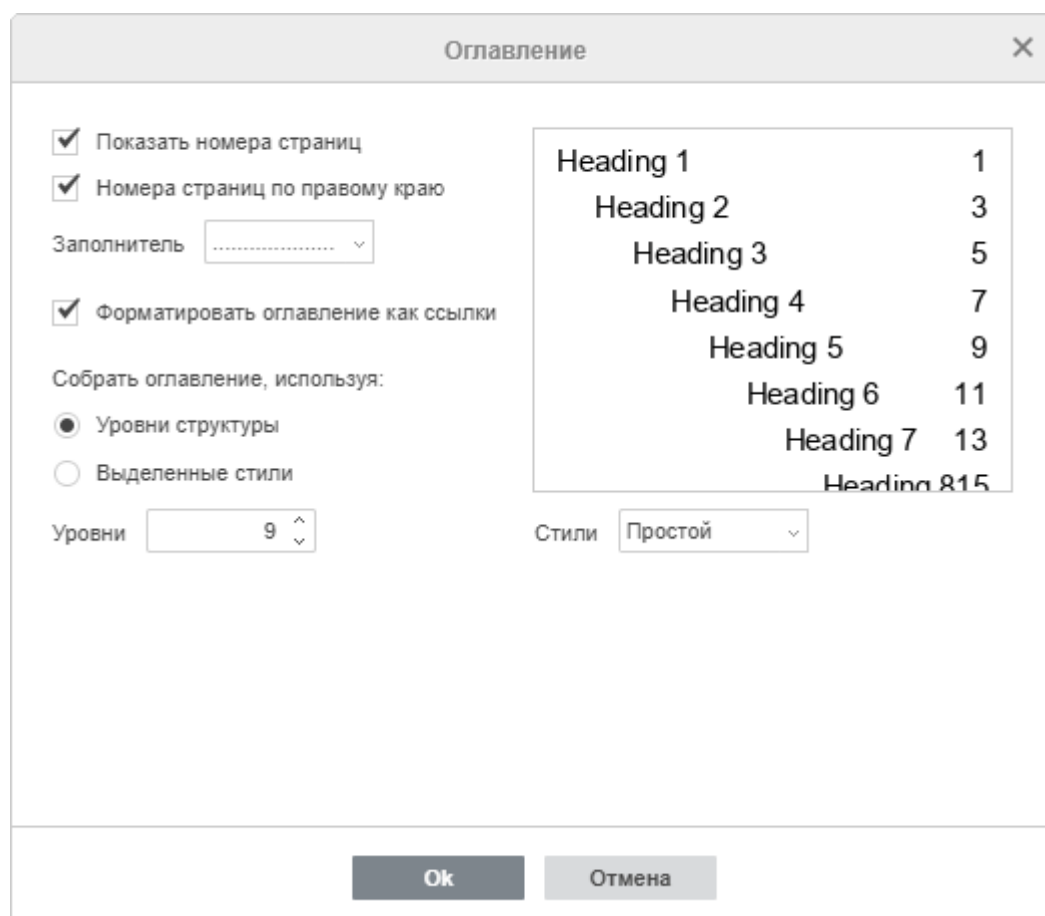 Оглавление
Показать номера страниц
Номера страниц по правому краю
Заполнитель ....................
Форматировать оглавление как ссылки
Собрать оглавление, используя:
Уровни структуры
Выделенные стили
Уровни 9
Heading 1 1
Heading 2 3
Heading 3 5
Heading 4 7
Heading 5 9
Heading 6 11
Heading 7 13
Heading 815
Стили Простой
Ok Отмена